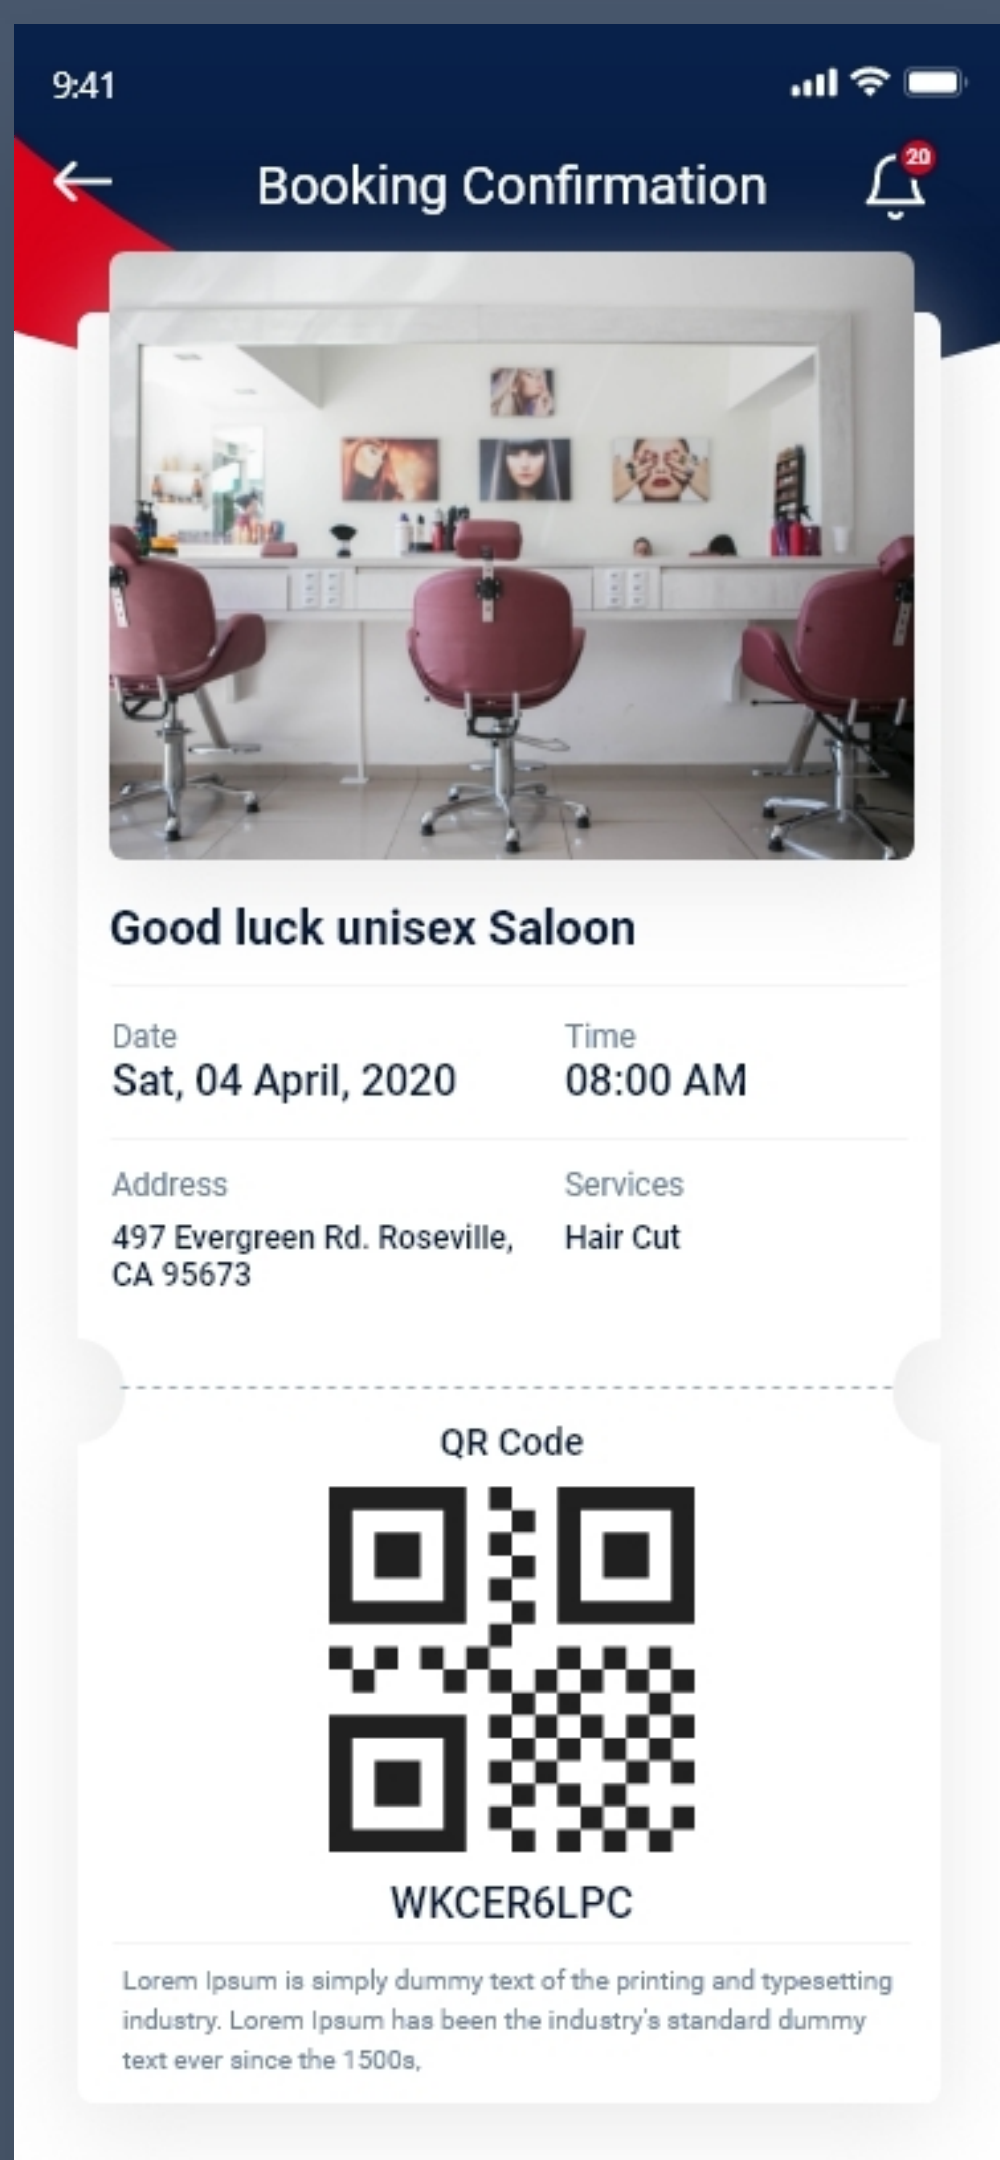 9:41
Booking Confirmation
20
Good luck unisex Saloon
Date
Time
Sat, 04 April, 2020
08:00 AM
Address
Services
497 Evergreen Rd. Roseville,
Hair Cut
CA 95673
QR Code
WKCER6LPC
Lorem Ipsum is simply dummy text of the printing and typesetting
industry. Lorem Ipsum has been the industry's standard dummy
text ever since the 1500s,